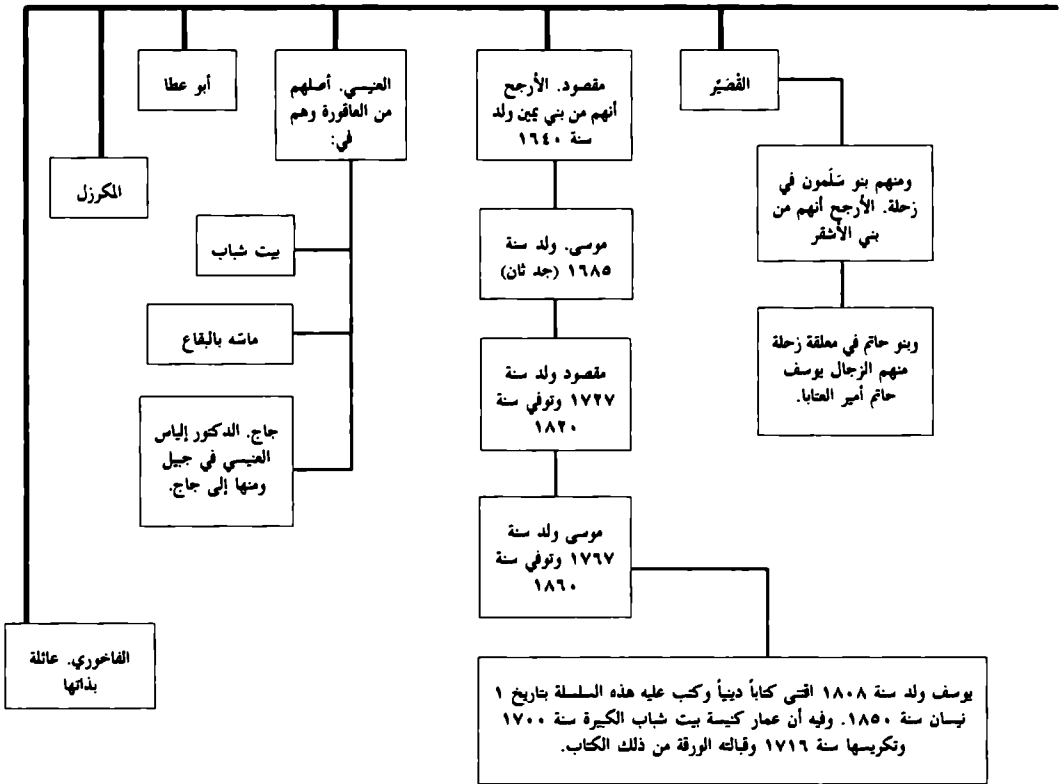 القْصَيّر
ومنهم بنو سَلَمون في
زحلة. الأرجح أنهم من
بني الأشقر
وبنو حاتم في معلقة زحلة
منهم الزجال يوسف
حاتم أمير العتابا.
مقصود. الأرجح
أنهم من بني يمين ولد
سنة ١٦٤٠
موسى. ولد سنة
١٦٨٥ (جد ثان)
مقصود ولد سنة
١٧٢٧ وتوفي سنة
١٨٢٠
موسى ولد سنة
١٧٦٧ وتوفي سنة
١٨٦٠
يوسف ولد سنة ١٨٠٨ اقتنى كتاباً دينياً وكتب عليه هذه السلسلة بتاريخ ١
نيسان سنة ١٨٥٠. وفيه أن عمار كنيسة بيت شباب الكبيرة سنة ١٧٠٠
وتكريسها سنة ١٧١٦ وقبالته الورقة من ذلك الكتاب.
العنيسي. أصلهم
من العاقورة وهم
في:
بيت شباب
ماسّه بالبقاع
جاج. الدكتور إلياس
العنيسي في جبيل
ومنها إلى جاج.
أبو عطا
المكرزل
الفاخوري. عائلة
بذاتها